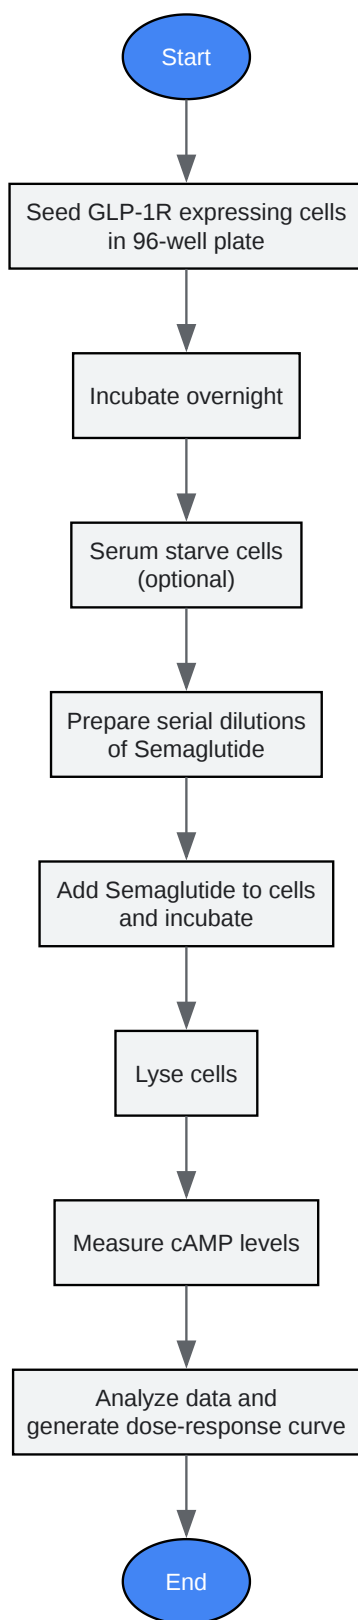 Start
Seed GLP-1R expressing cells
in 96-well plate
Incubate overnight
Serum starve cells
(optional)
Prepare serial dilutions
of Semaglutide
Add Semaglutide to cells
and incubate
Lyse cells
Measure cAMP levels
Analyze data and
generate dose-response curve
End